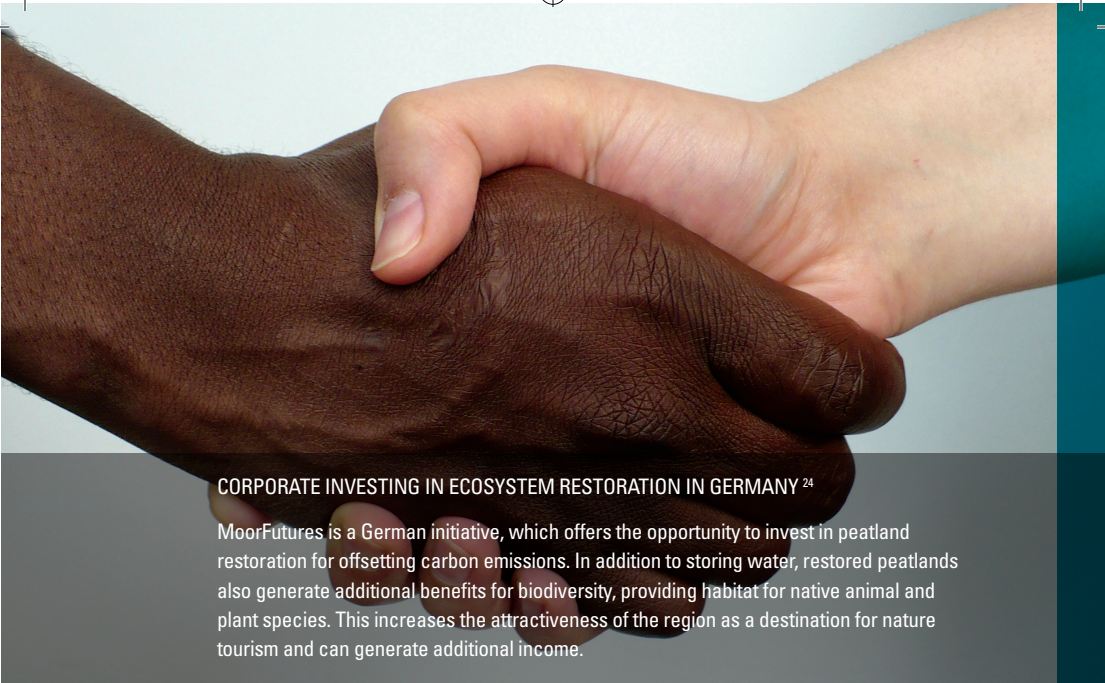 CORPORATE INVESTING IN ECOSYSTEM RESTORATION IN GERMANY 24
MoorFutures is a German initiative, which offers the opportunity to invest in peatland
restoration for offsetting carbon emissions. In addition to storing water, restored peatlands
also generate additional benefits for biodiversity, providing habitat for native animal and
plant species. This increases the attractiveness of the region as a destination for nature
tourism and can generate additional income.